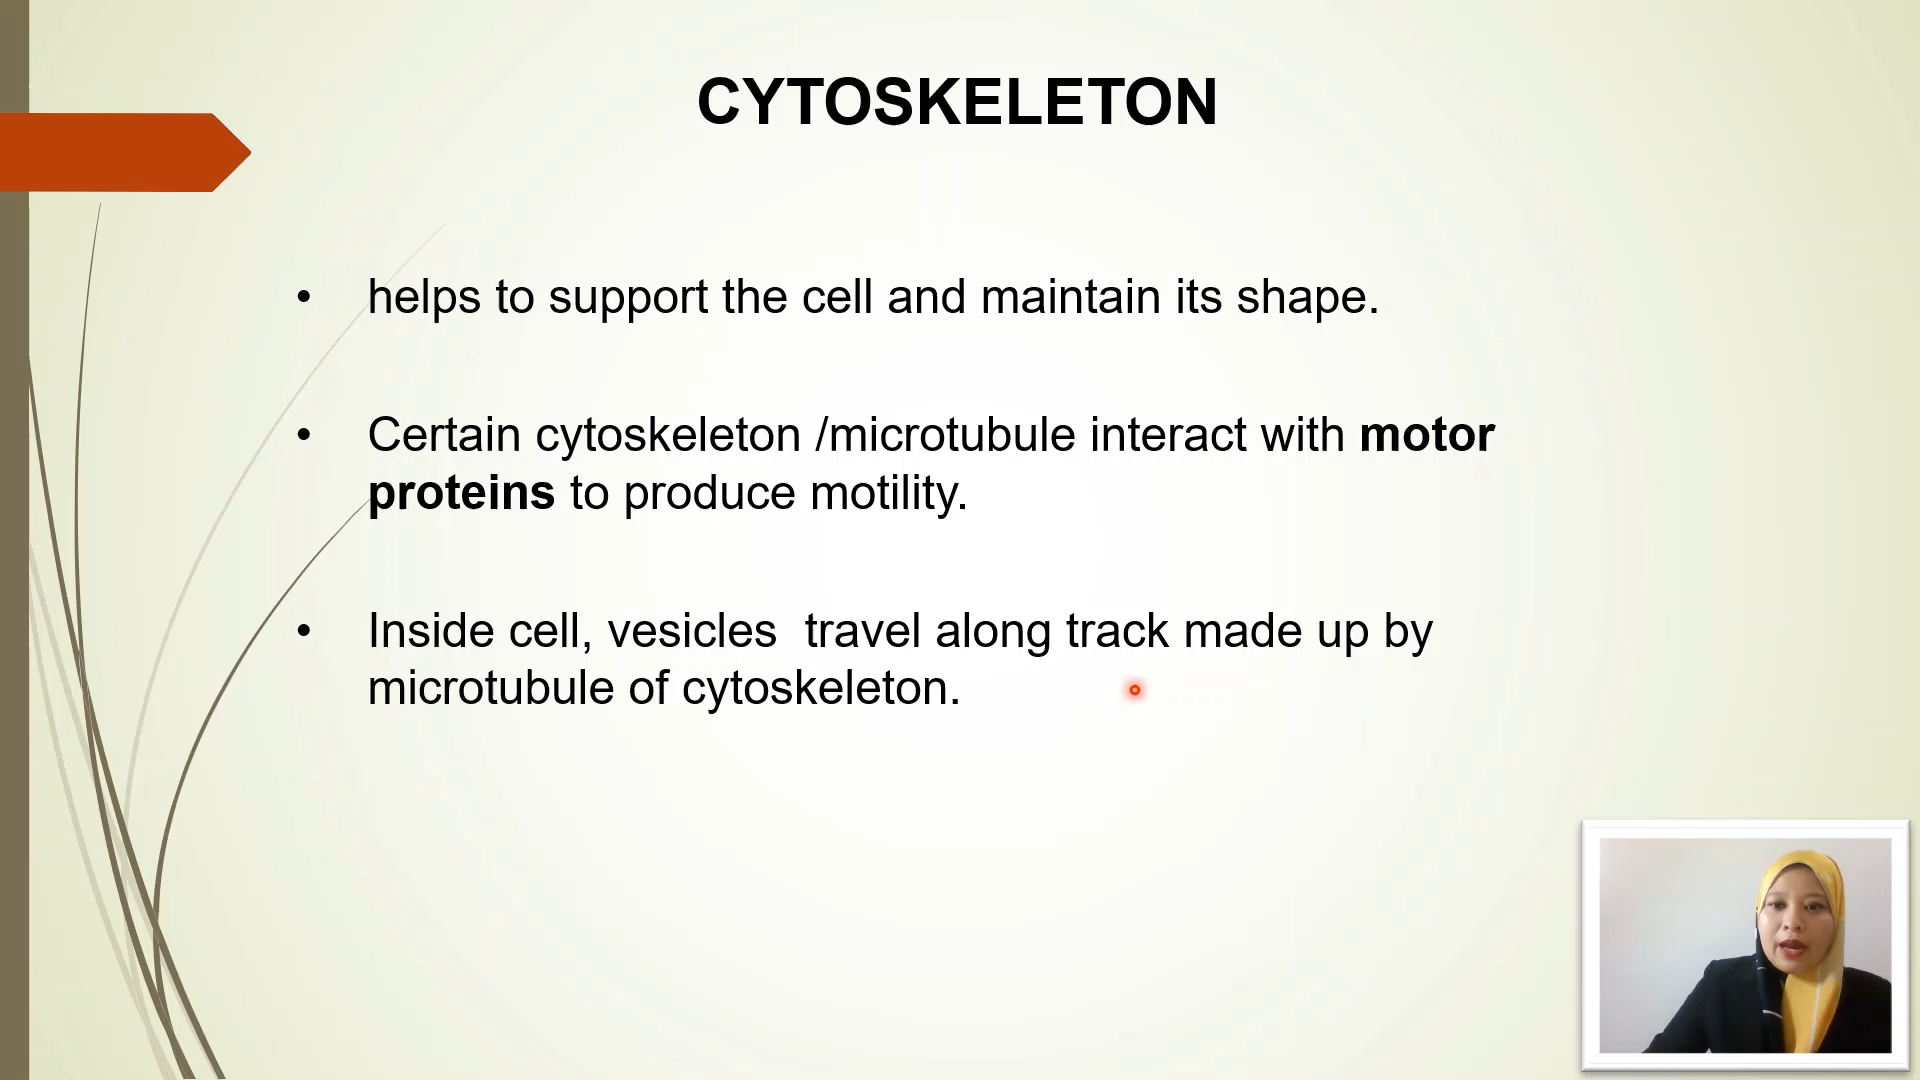 CYTOSKELETON
• helps to support the cell and maintain its shape.
• Certain cytoskeleton /microtubule interact with motor
proteins to produce motility.
• Inside cell, vesicles  travel along track made up by
microtubule of cytoskeleton.